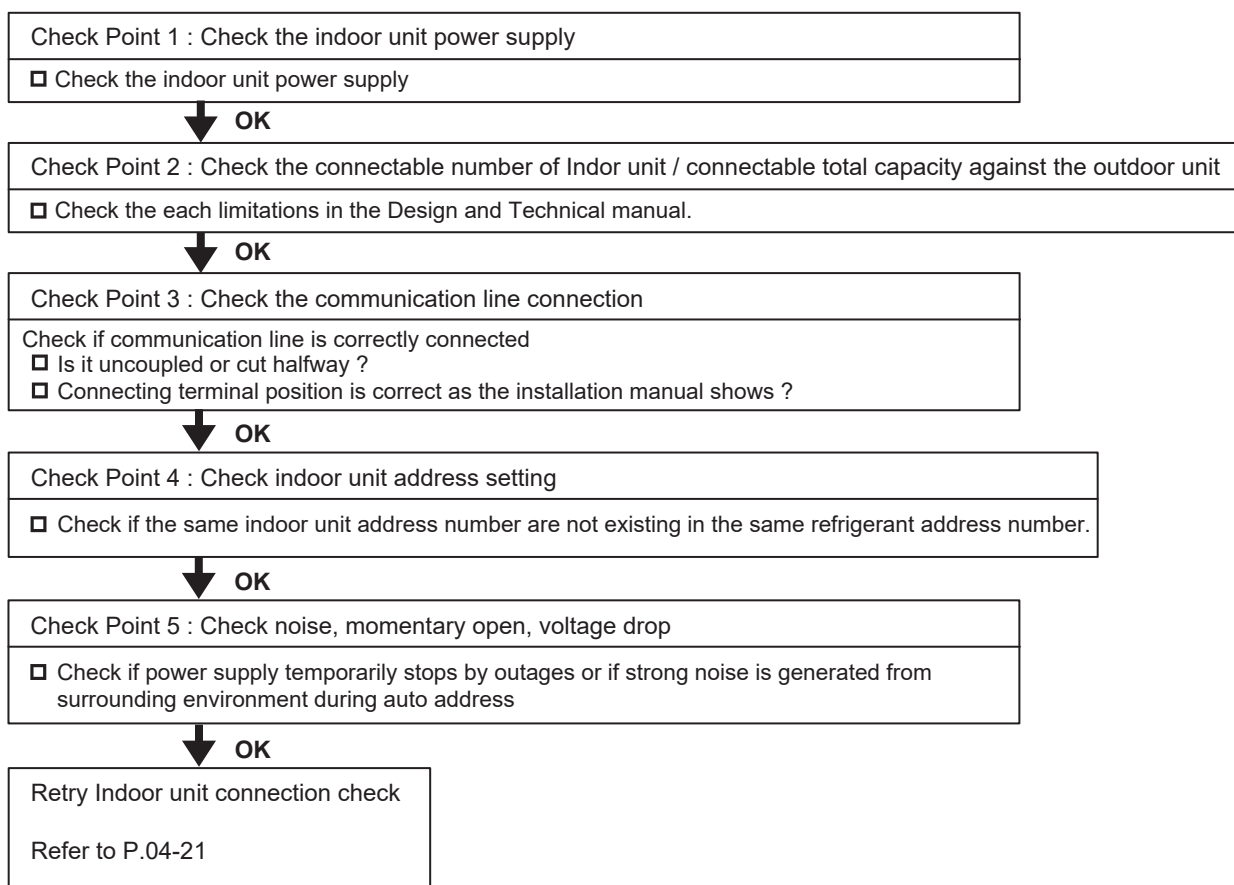 Check Point 1 : Check the indoor unit power supply
Check the indoor unit power supply
OK
Check Point 2 : Check the connectable number of Indor unit / connectable total capacity against the outdoor unit
Check the each limitations in the Design and Technical manual.
OK
Check Point 3 : Check the communication line connection
Check if communication line is correctly connected
Is it uncoupled or cut halfway ?
Connecting terminal position is correct as the installation manual shows ?
OK
Check Point 4 : Check indoor unit address setting
Check if the same indoor unit address number are not existing in the same refrigerant address number.
OK
Check Point 5 : Check noise, momentary open, voltage drop
Check if power supply temporarily stops by outages or if strong noise is generated from
surrounding environment during auto address
OK
Retry Indoor unit connection check
Refer to P.04-21